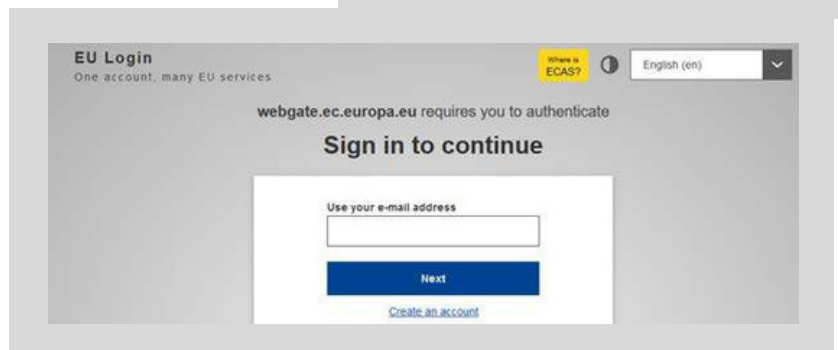 EU Login
One account, many EU services
Where is
ECAS?
English (en)
webgate.ec.europa.eu requires you to authenticate
Sign in to continue
Use your e-mail address
Next
Create an account